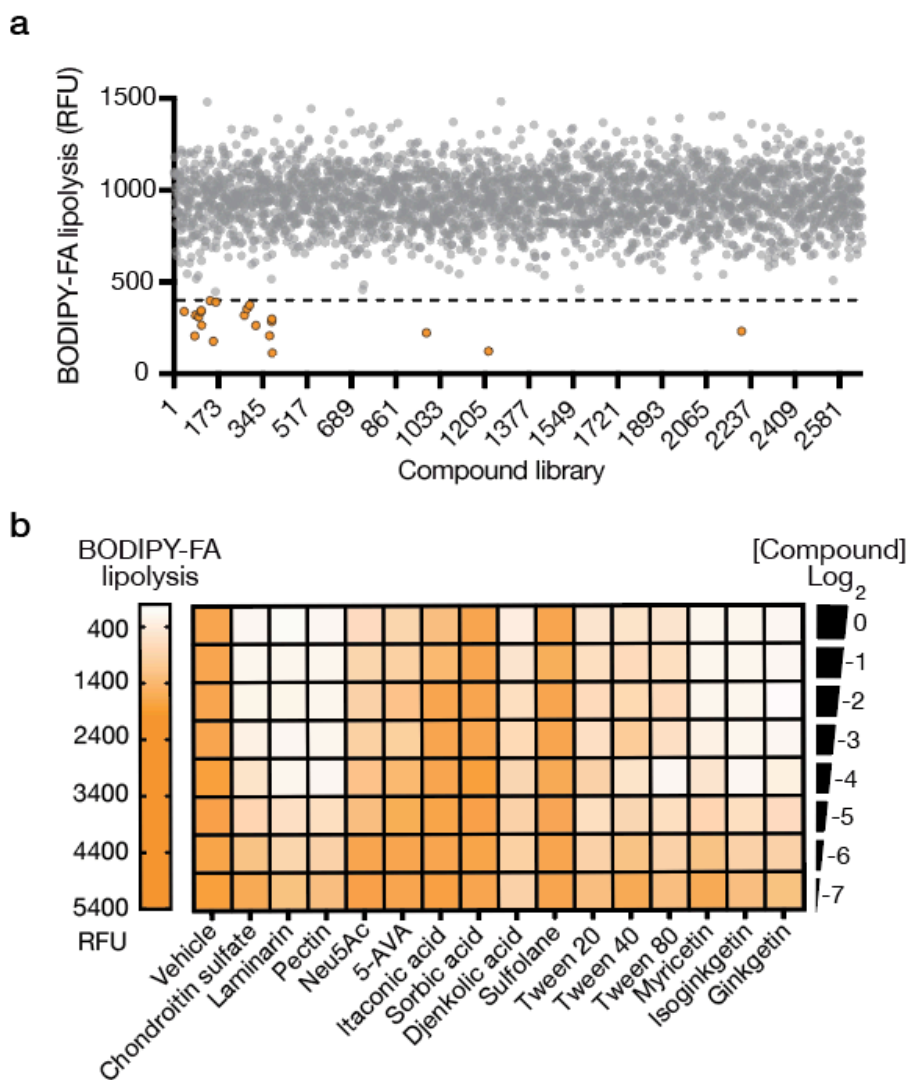 a
BODIPY-FA lipolysis (RFU)
1500
1000
500
0
1
173
345
517
689
861
1033
1205
1377
1549
1721
1893
2065
2237
2409
2581
Compound library
b
BODIPY-FA
lipolysis
[Compound]
Log2
400
1400
2400
3400
4400
5400
RFU
0
-1
-2
-3
-4
-5
-6
-7
Vehicle
Chondroitin sulfate
Laminarin
Pectin
Neu5Ac
5-AVA
Itaconic acid
Sorbic acid
Djenkolic acid
Sulfolane
Tween 20
Tween 40
Tween 80
Myricetin
Isoginkgetin
Ginkgetin